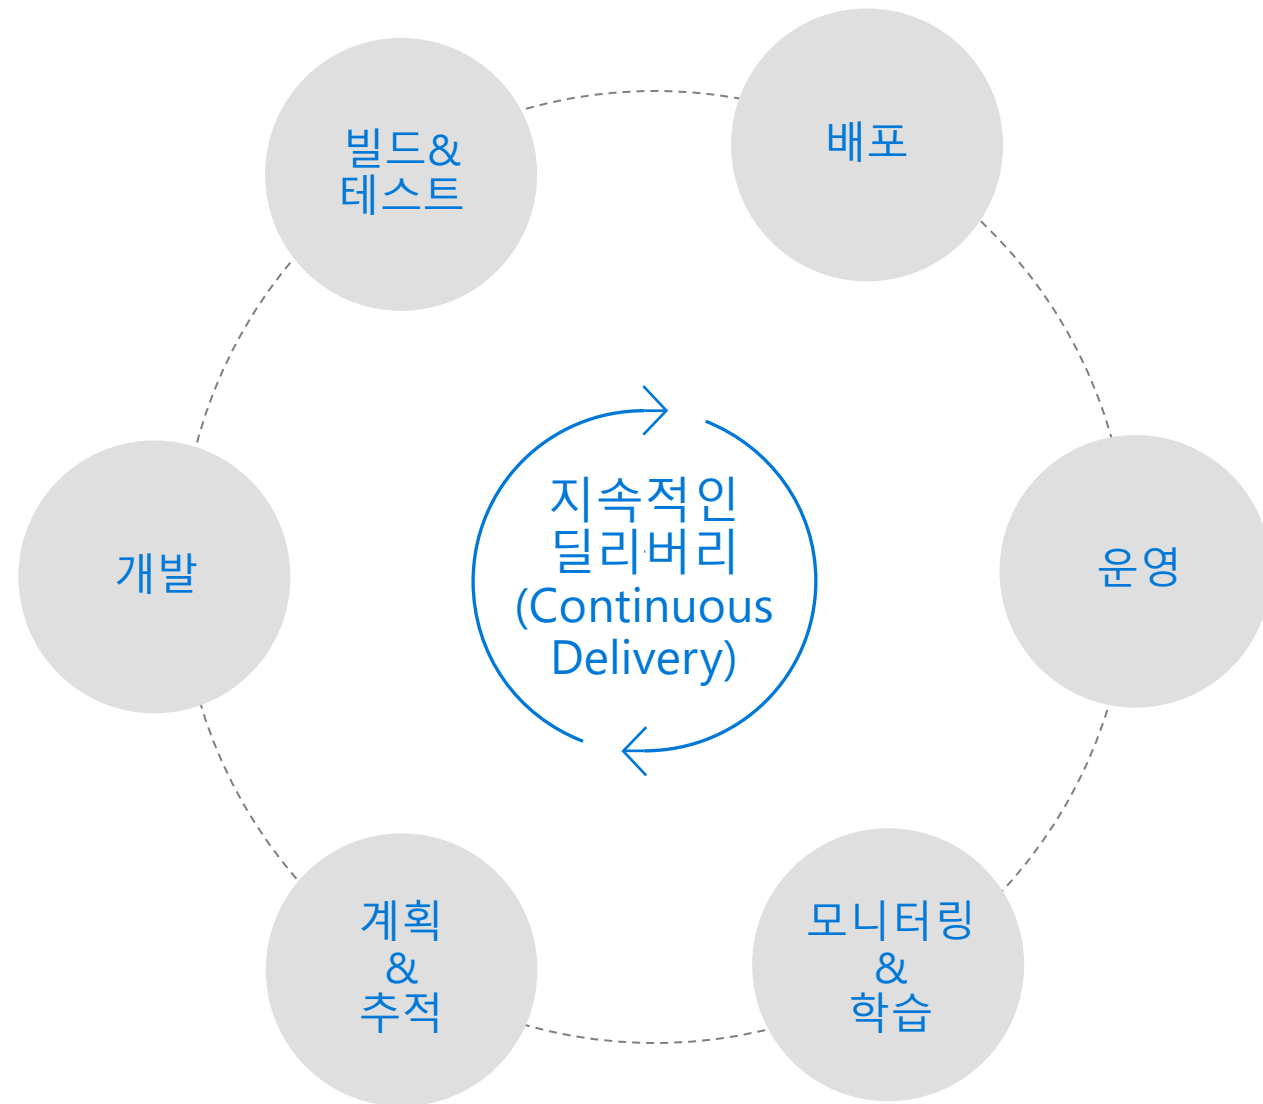 빌드&
테스트
배포
개발
지속적인
딜리버리
(Continuous
Delivery)
운영
계획
&
추적
모니터링
&
학습